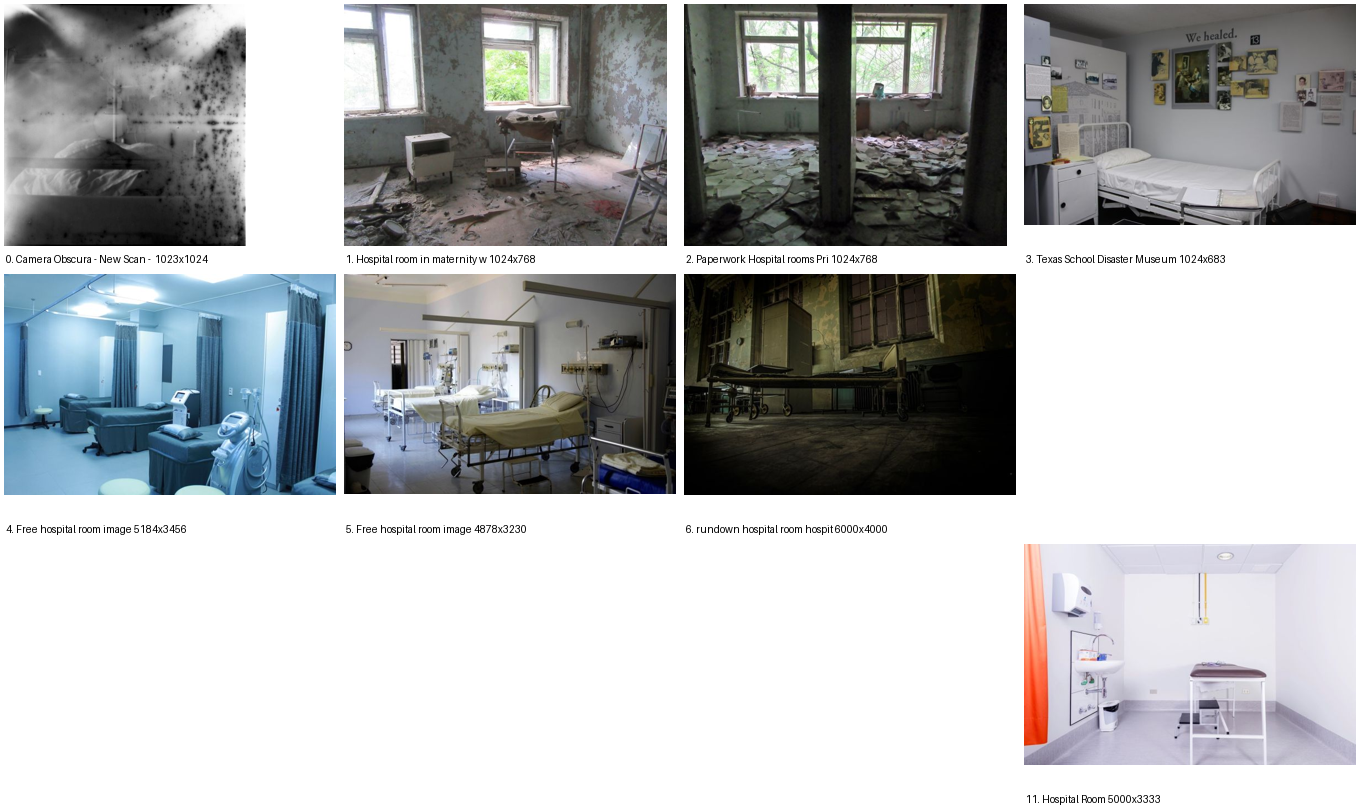 We healed.
0. Camera Obscura - New Scan - 1023x1024
1. Hospital room in maternity w 1024x768
2. Paperwork Hospital rooms Pri 1024x768
3. Texas School Disaster Museum 1024x683
4. Free hospital room image 5184x3456
5. Free hospital room image 4878x3230
6. rundown hospital room hospit 6000x4000
11. Hospital Room 5000x3333